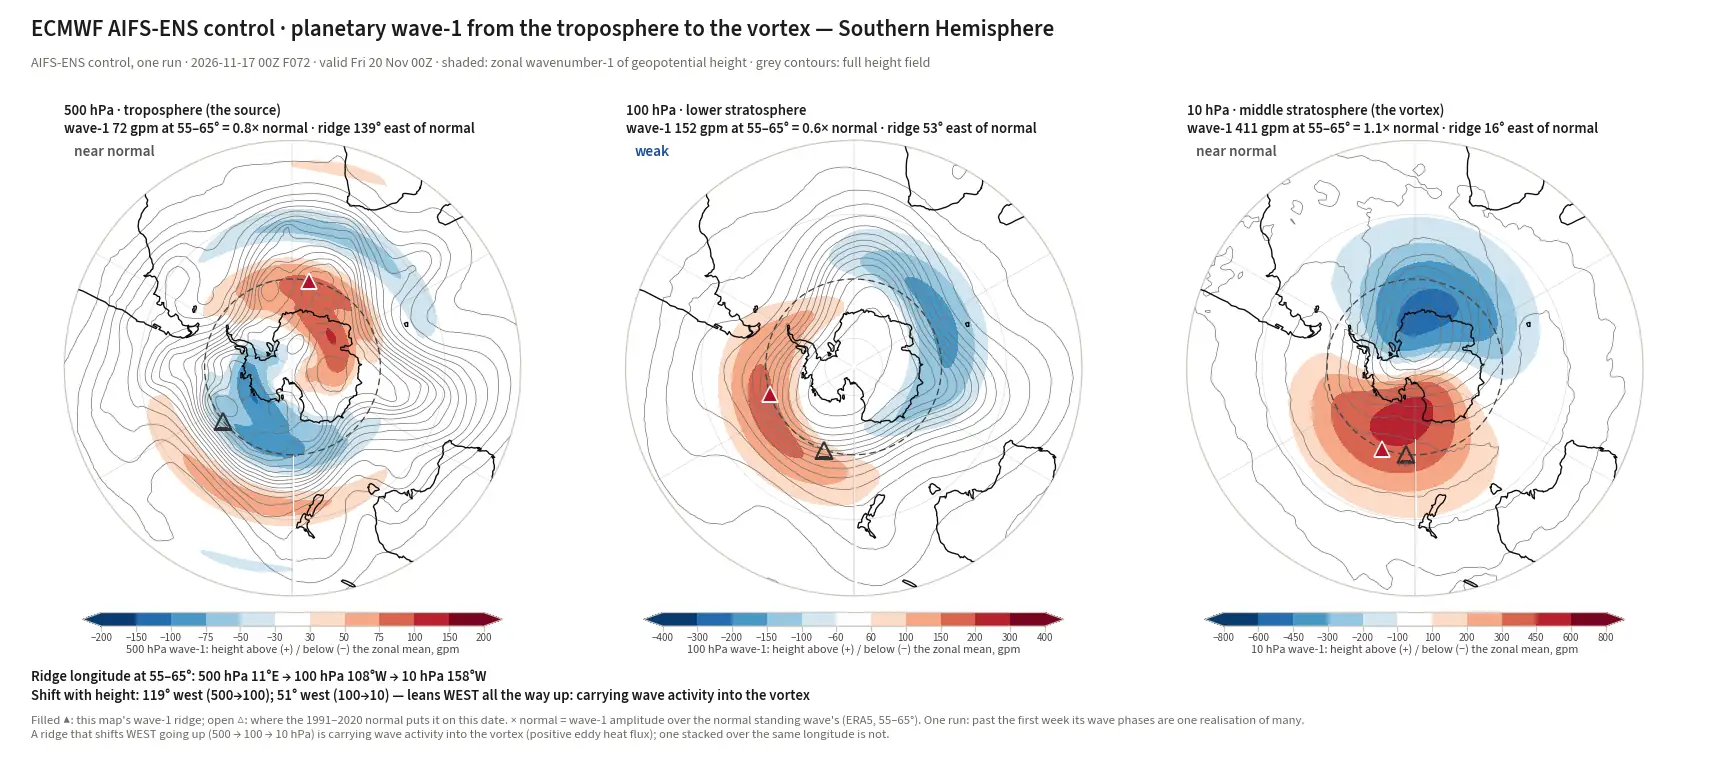 ECMWF AIFS-ENS control · planetary wave-1 from the troposphere to the vortex — Southern Hemisphere
AIFS-ENS control, one run · 2026-11-17 00Z F072 · valid Fri 20 Nov 00Z · shaded: zonal wavenumber-1 of geopotential height · grey contours: full height field
500 hPa · troposphere (the source)
wave-1 72 gpm at 55–65° = 0.8× normal · ridge 139° east of normal
near normal
100 hPa · lower stratosphere
wave-1 152 gpm at 55–65° = 0.6× normal · ridge 53° east of normal
weak
10 hPa · middle stratosphere (the vortex)
wave-1 411 gpm at 55–65° = 1.1× normal · ridge 16° east of normal
near normal
−200 −150 −100 −75 −50 −30 30 50 75 100 150 200
500 hPa wave-1: height above (+) / below (−) the zonal mean, gpm
−400 −300 −200 −150 −100 −60 60 100 150 200 300 400
100 hPa wave-1: height above (+) / below (−) the zonal mean, gpm
−800 −600 −450 −300 −200 −100 100 200 300 450 600 800
10 hPa wave-1: height above (+) / below (−) the zonal mean, gpm
Ridge longitude at 55–65°: 500 hPa 11°E → 100 hPa 108°W → 10 hPa 158°W
Shift with height: 119° west (500→100); 51° west (100→10) — leans WEST all the way up: carrying wave activity into the vortex
Filled ▲: this map's wave-1 ridge; open △: where the 1991–2020 normal puts it on this date. × normal = wave-1 amplitude over the normal standing wave's (ERA5, 55–65°). One run: past the first week its wave phases are one realisation of many.
A ridge that shifts WEST going up (500 → 100 → 10 hPa) is carrying wave activity into the vortex (positive eddy heat flux); one stacked over the same longitude is not.